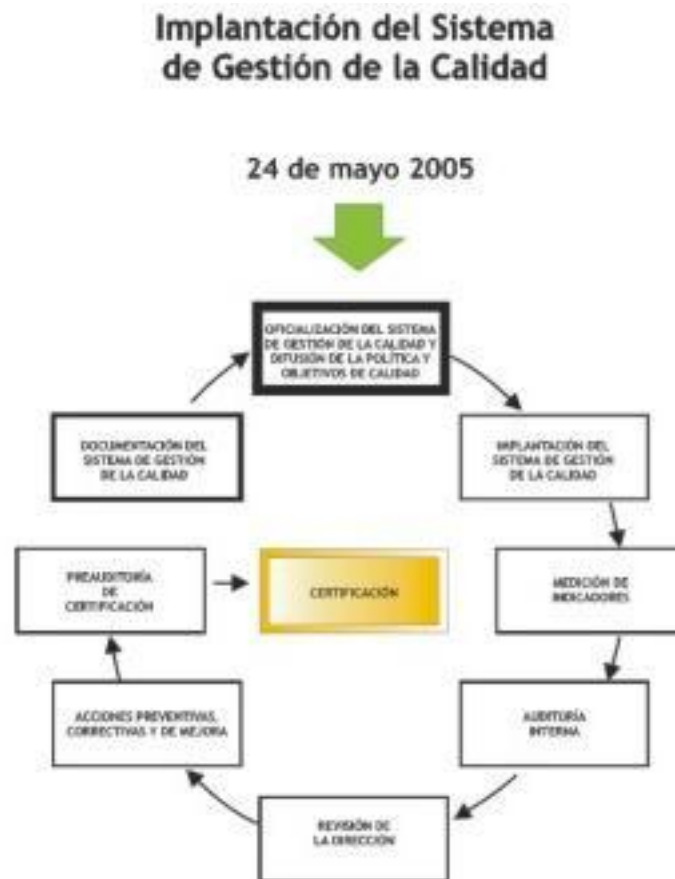 Implantación del Sistema
de Gestión de la Calidad
24 de mayo 2005
OFICIALIZACIÓN DEL SISTEMA
DE GESTIÓN DE LA CALIDAD Y
DIFUSIÓN DE LA POLÍTICA Y
OBJETIVOS DE CALIDAD
DOCUMENTACIÓN DEL
SISTEMA DE GESTIÓN
DE LA CALIDAD
IMPLANTACIÓN DEL
SISTEMA DE GESTIÓN
DE LA CALIDAD
PREAUDITORÍA
DE
CERTIFICACIÓN
CERTIFICACIÓN
MEDICIÓN DE
INDICADORES
ACCIONES PREVENTIVAS,
CORRECTIVAS Y DE MEJORA
AUDITORÍA
INTERNA
REVISIÓN DE
LA DIRECCIÓN